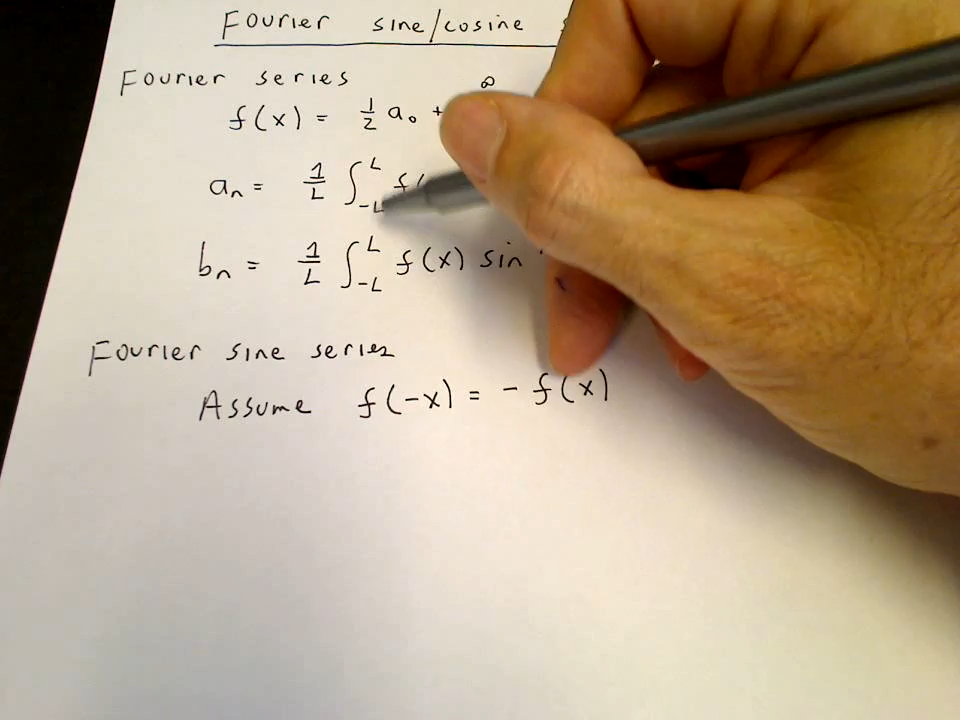 Fourier sine/cosine
Fourier series
f(x) = ½ a₀ + ∞
aₙ = 1/L ∫_{-L}^{L} f(
bₙ = 1/L ∫_{-L}^{L} f(x) sin
Fourier sine series
Assume f(-x) = - f(x)